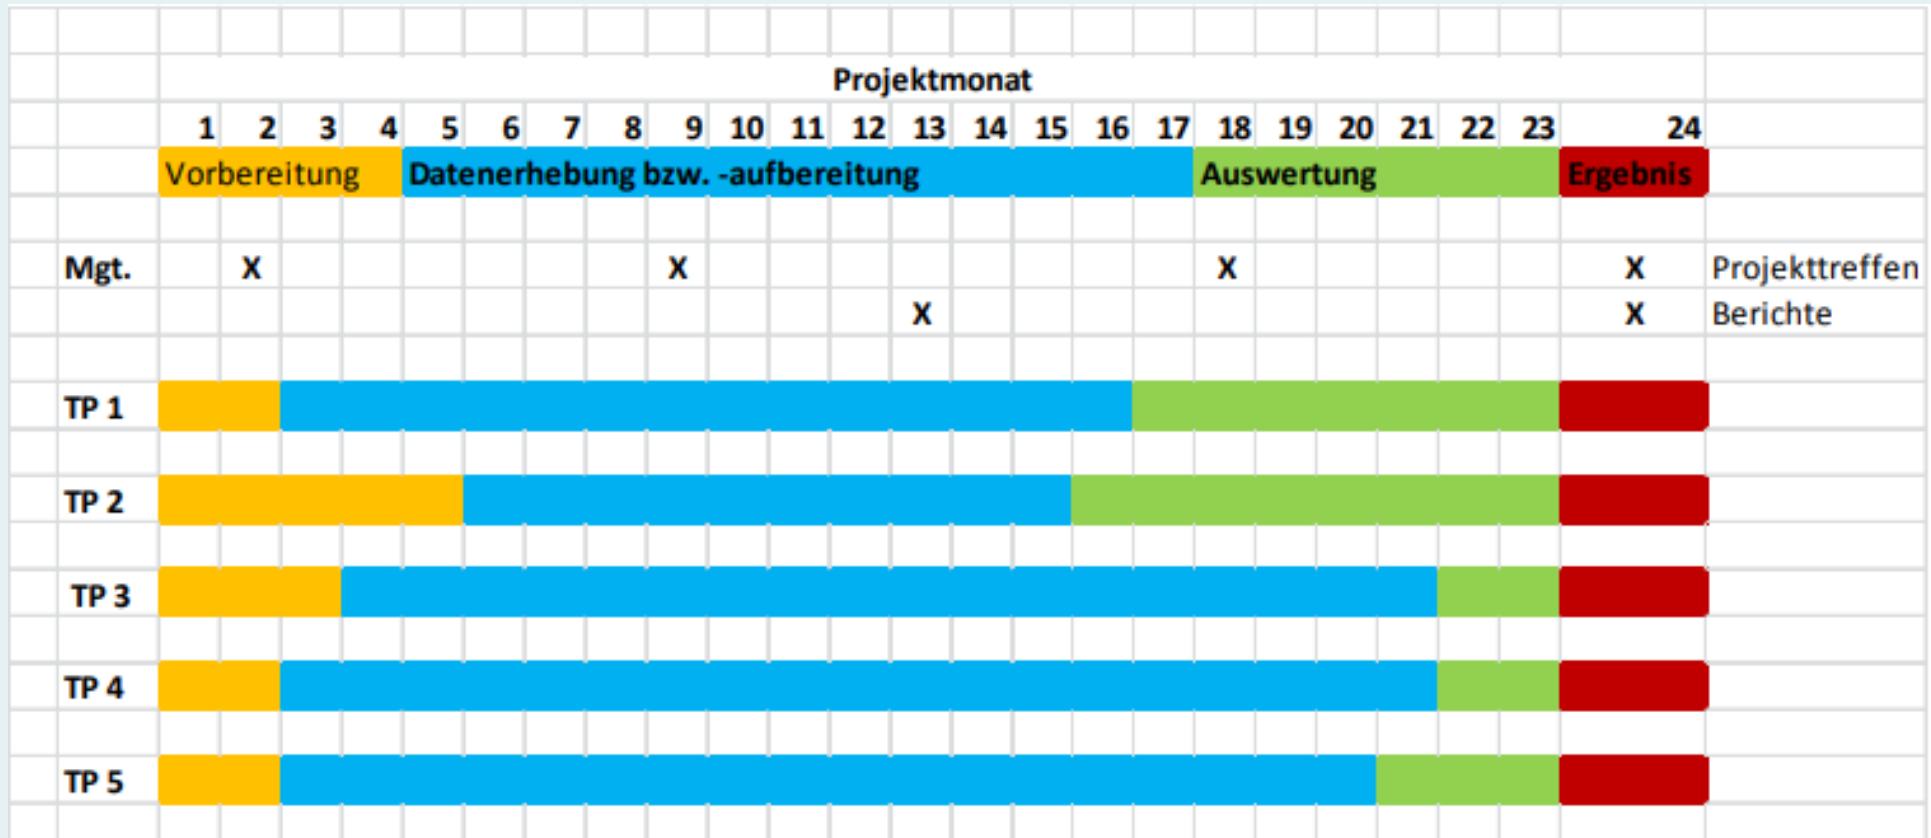 Projektmonat
1 2 3 4 5 6 7 8 9 10 11 12 13 14 15 16 17 18 19 20 21 22 23 24
Vorbereitung Datenerhebung bzw. -aufbereitung Auswertung Ergebnis
Mgt. X X X X Projekttreffen
X X Berichte
TP 1
TP 2
TP 3
TP 4
TP 5